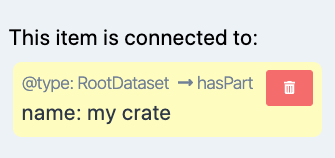 This item is connected to:
@type: RootDataset → hasPart
name: my crate